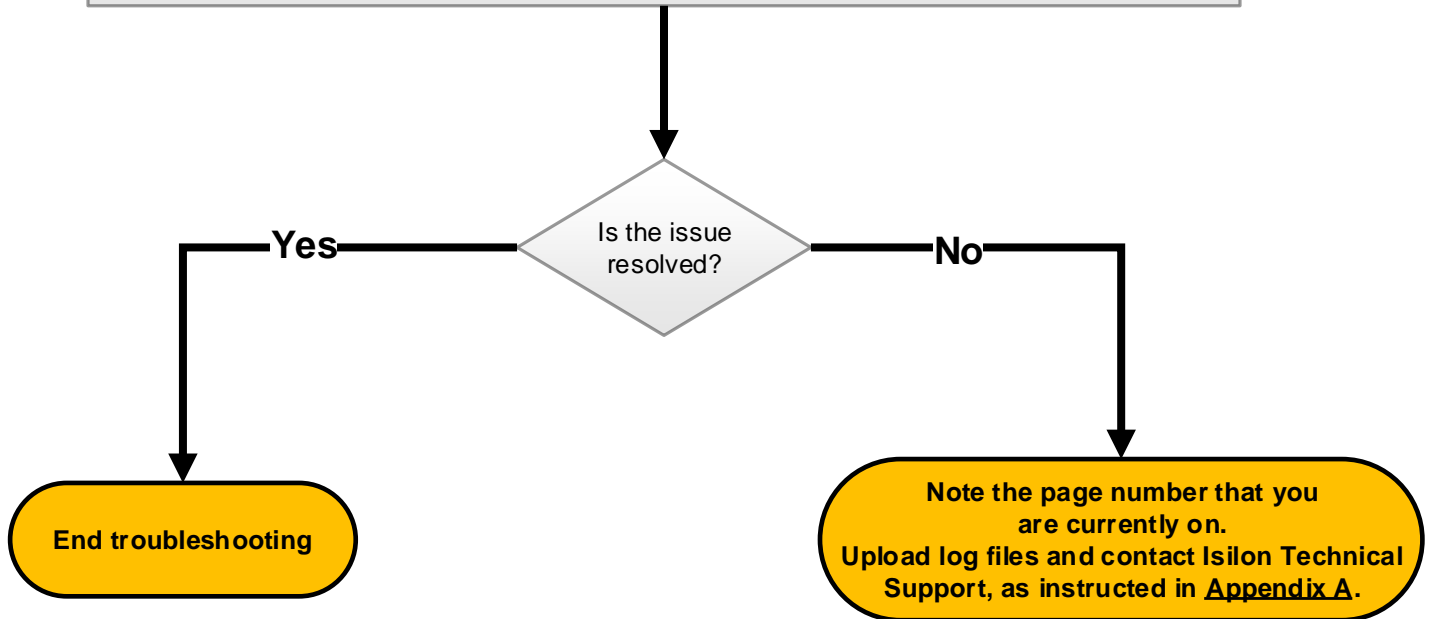 Is the issue
resolved?
Yes
No
End troubleshooting
Note the page number that you
are currently on.
Upload log files and contact Isilon Technical
Support, as instructed in Appendix A.